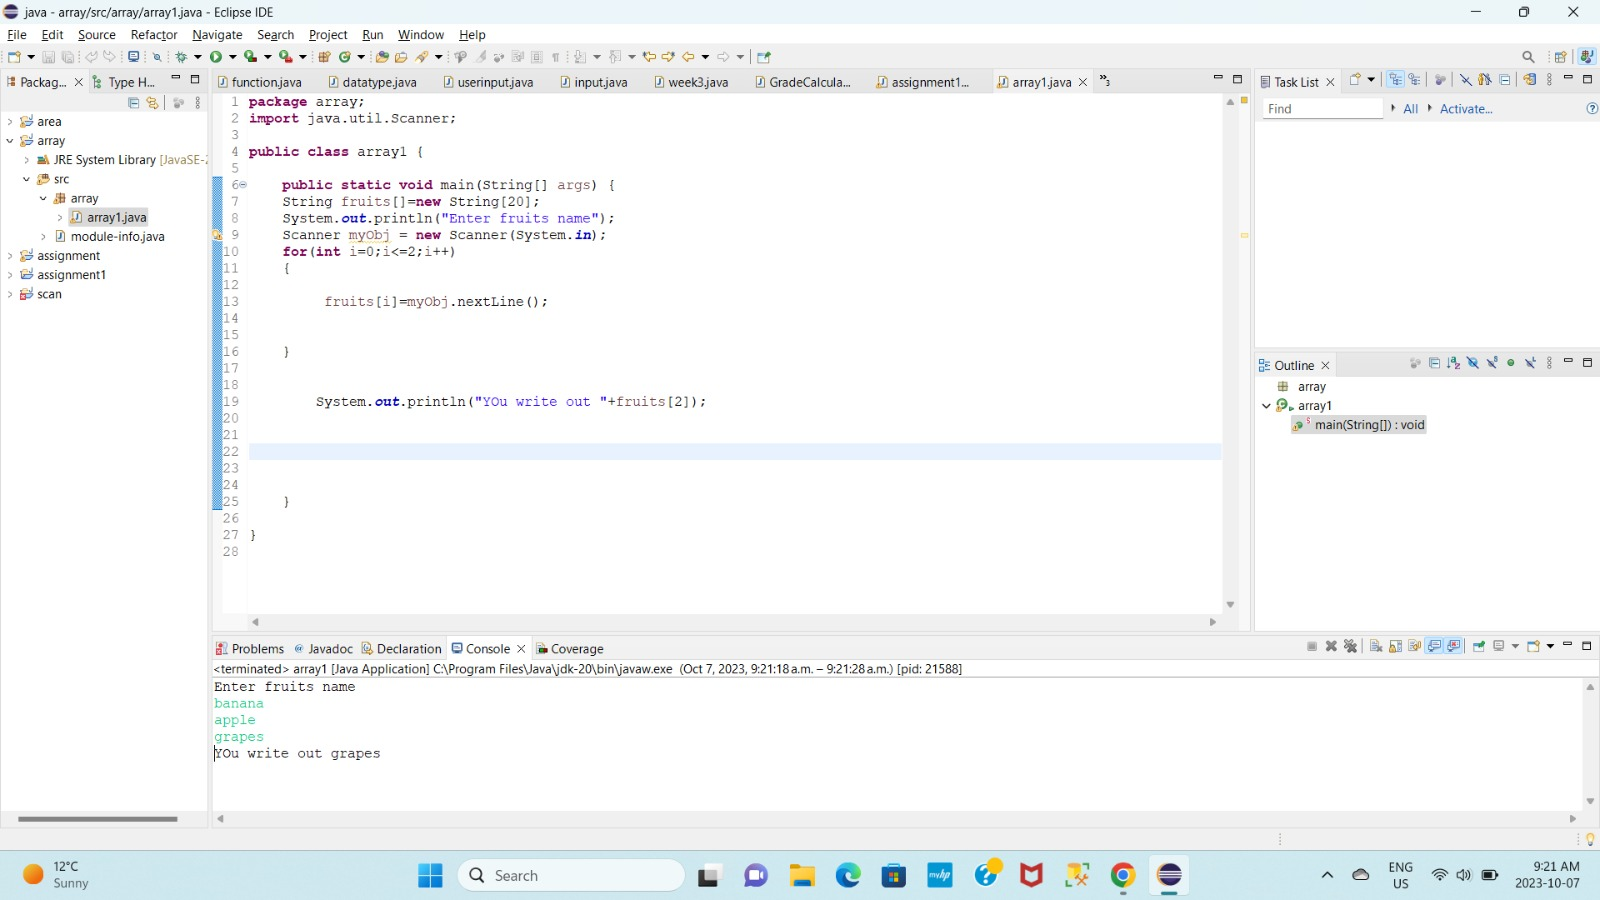 java - array/src/array/array1.java - Eclipse IDE
File Edit Source Refactor Navigate Search Project Run Window Help
Packag... Type H...
function.java datatype.java userinput.java input.java week3.java GradeCalcula... assignment1... array1.java »3
area
array
JRE System Library [JavaSE-2
src
array
array1.java
module-info.java
assignment
assignment1
scan
1 package array;
2 import java.util.Scanner;
3
4 public class array1 {
5
6 public static void main(String[] args) {
7 String fruits[]=new String[20];
8 System.out.println("Enter fruits name");
9 Scanner myObj = new Scanner(System.in);
10 for(int i=0;i<=2;i++)
11 {
12
13 fruits[i]=myObj.nextLine();
14
15
16 }
17
18
19 System.out.println("YOu write out "+fruits[2]);
20
21
22
23
24
25 }
26
27 }
28
Task List
Find All Activate...
Outline
array
array1
main(String[]) : void
Problems Javadoc Declaration Console Coverage
<terminated> array1 [Java Application] C:\Program Files\Java\jdk-20\bin\javaw.exe (Oct 7, 2023, 9:21:18 a.m. – 9:21:28 a.m.) [pid: 21588]
Enter fruits name
banana
apple
grapes
YOu write out grapes
12°C
Sunny
Search
myhp
ENG
US
9:21 AM
2023-10-07